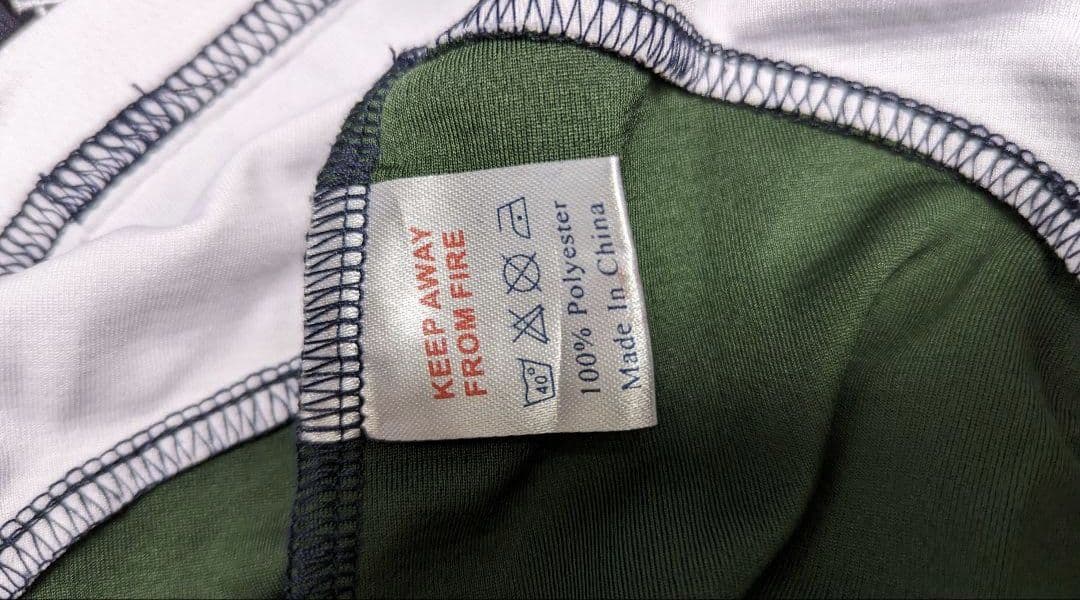 KEEP AWAY
FROM FIRE
40°
100% Polyester
Made In China